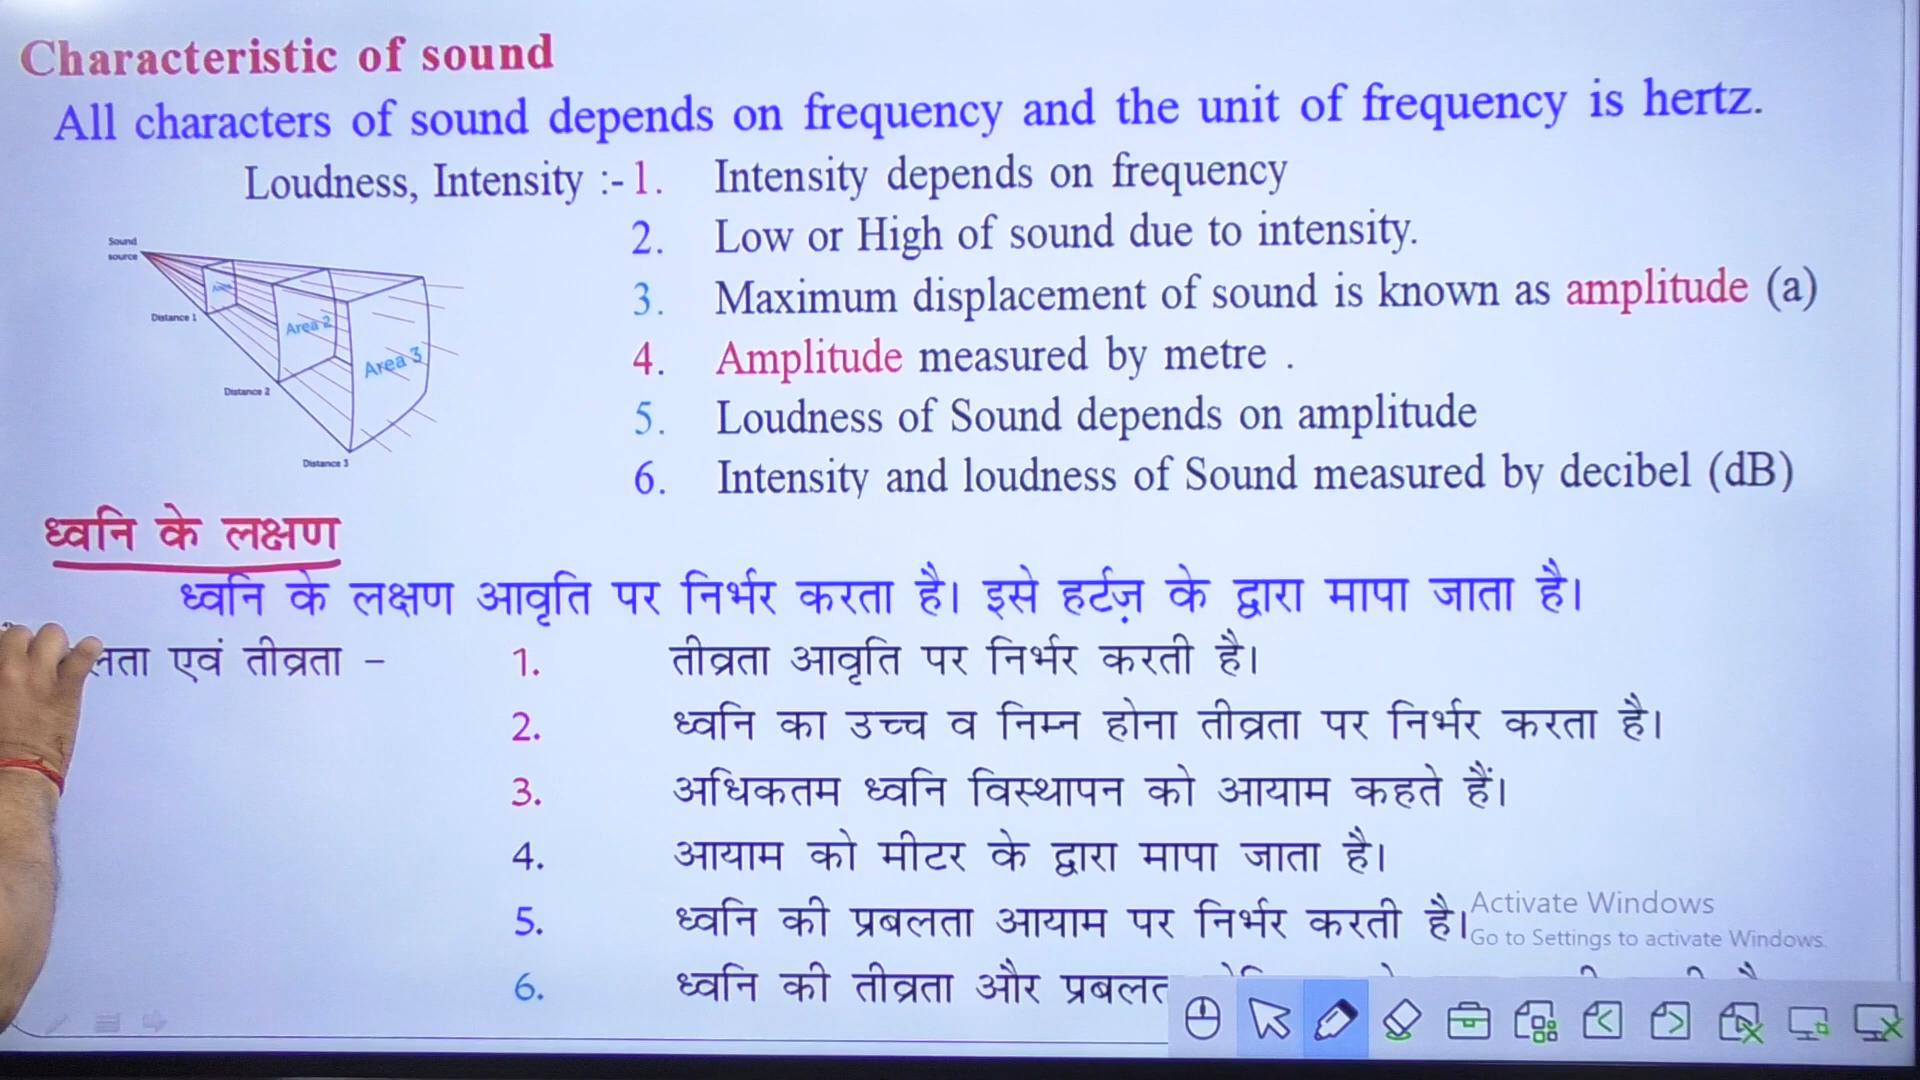 Characteristic of sound
All characters of sound depends on frequency and the unit of frequency is hertz.
Loudness, Intensity :- 1. Intensity depends on frequency
2. Low or High of sound due to intensity.
3. Maximum displacement of sound is known as amplitude (a)
4. Amplitude measured by metre .
5. Loudness of Sound depends on amplitude
6. Intensity and loudness of Sound measured by decibel (dB)
Sound
source
Area
Distance 1
Area 2
Area 3
Distance 2
Distance 3
ध्वनि के लक्षण
ध्वनि के लक्षण आवृति पर निर्भर करता है। इसे हर्टज़ के द्वारा मापा जाता है।
एवं तीव्रता – 1. तीव्रता आवृति पर निर्भर करती है।
2. ध्वनि का उच्च व निम्न होना तीव्रता पर निर्भर करता है।
3. अधिकतम ध्वनि विस्थापन को आयाम कहते हैं।
4. आयाम को मीटर के द्वारा मापा जाता है।
5. ध्वनि की प्रबलता आयाम पर निर्भर करती है।
6. ध्वनि की तीव्रता और
Activate Windows
Go to Settings to activate Windows.